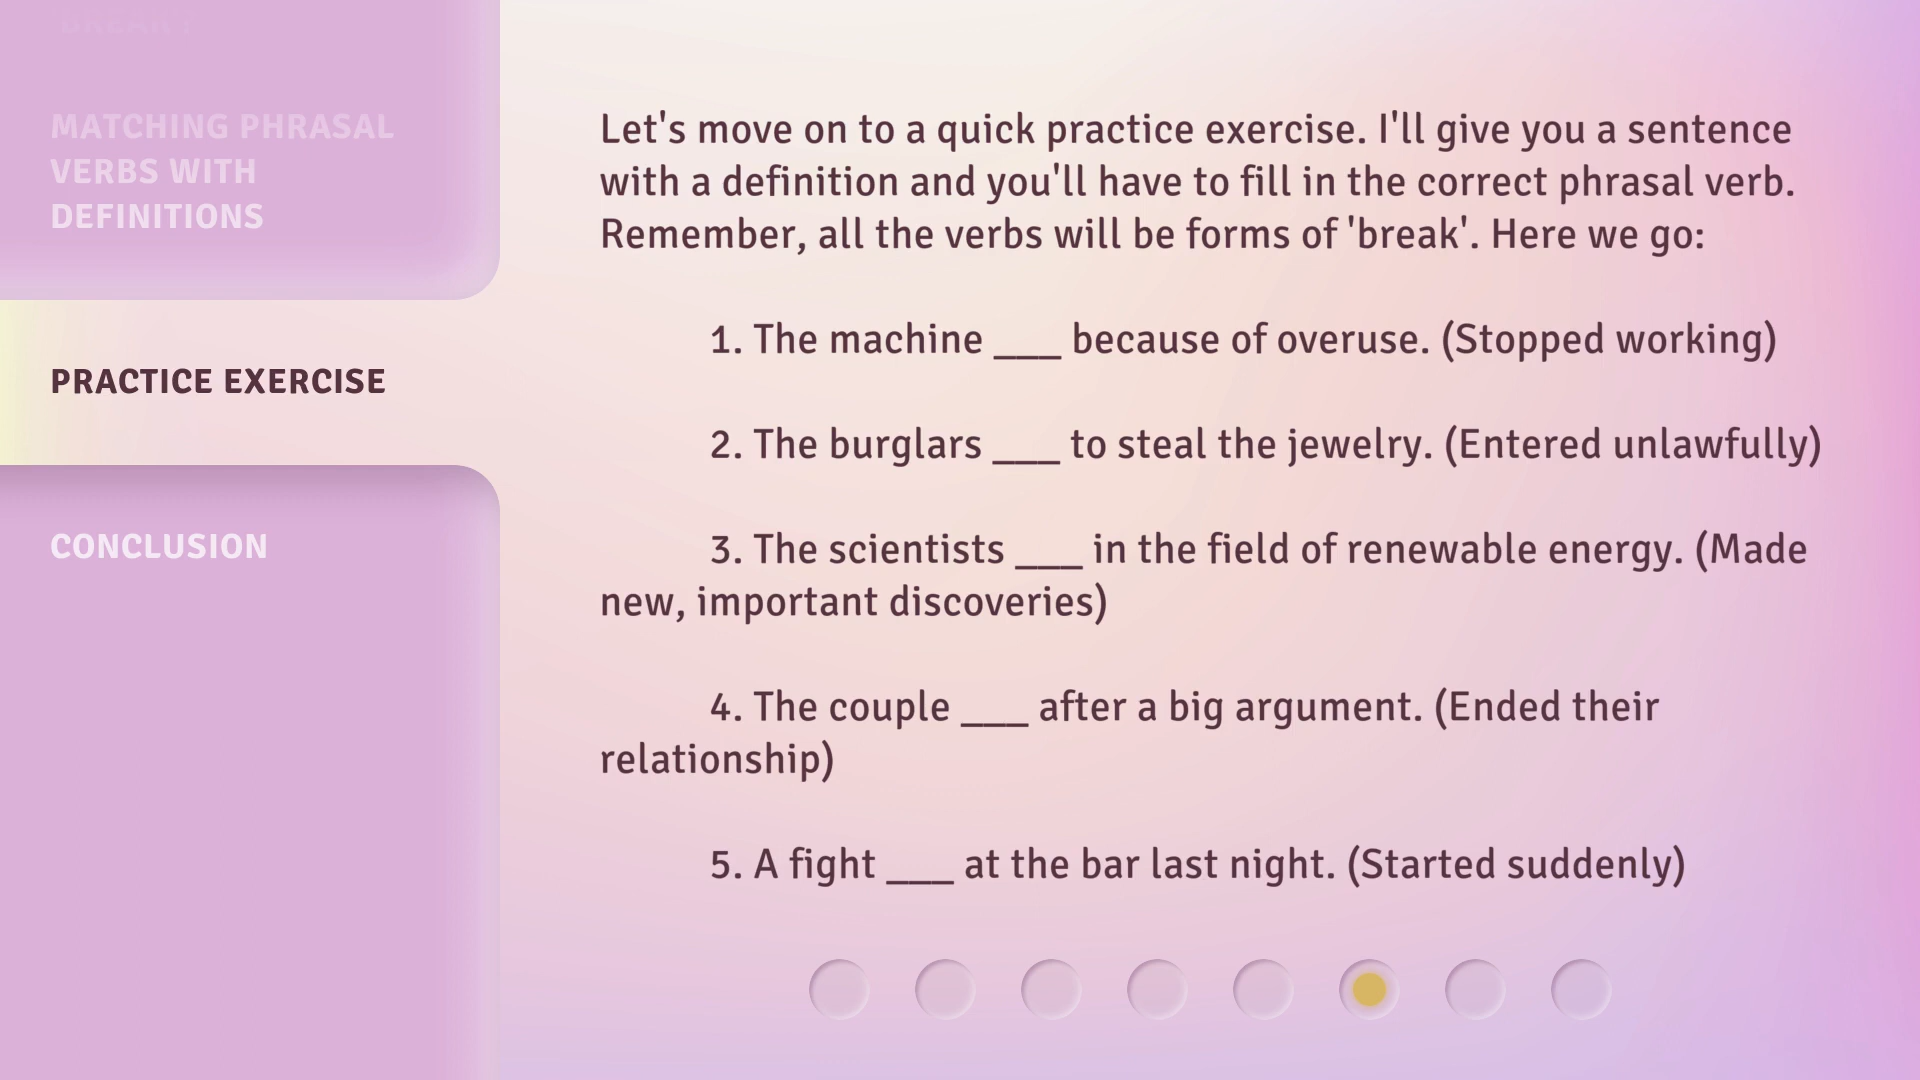 'BREAK'?
MATCHING PHRASAL
VERBS WITH
DEFINITIONS
PRACTICE EXERCISE
CONCLUSION
Let's move on to a quick practice exercise. I'll give you a sentence
with a definition and you'll have to fill in the correct phrasal verb.
Remember, all the verbs will be forms of 'break'. Here we go:
1. The machine ___ because of overuse. (Stopped working)
2. The burglars ___ to steal the jewelry. (Entered unlawfully)
3. The scientists ___ in the field of renewable energy. (Made
new, important discoveries)
4. The couple ___ after a big argument. (Ended their
relationship)
5. A fight ___ at the bar last night. (Started suddenly)